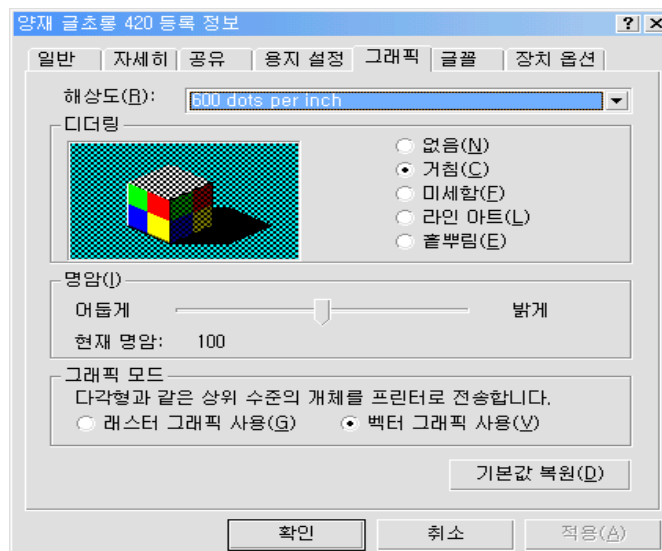 양재 글초롱 420 등록 정보
일반 자세히 공유 용지 설정 그래픽 글꼴 장치 옵션
해상도(R): 600 dots per inch
디더링
없음(N)
거침(C)
미세함(F)
라인 아트(L)
흩뿌림(E)
명암(I)
어둡게 밝게
현재 명암: 100
그래픽 모드
다각형과 같은 상위 수준의 개체를 프린터로 전송합니다.
래스터 그래픽 사용(G) 벡터 그래픽 사용(V)
기본값 복원(D)
확인 취소 적용(A)